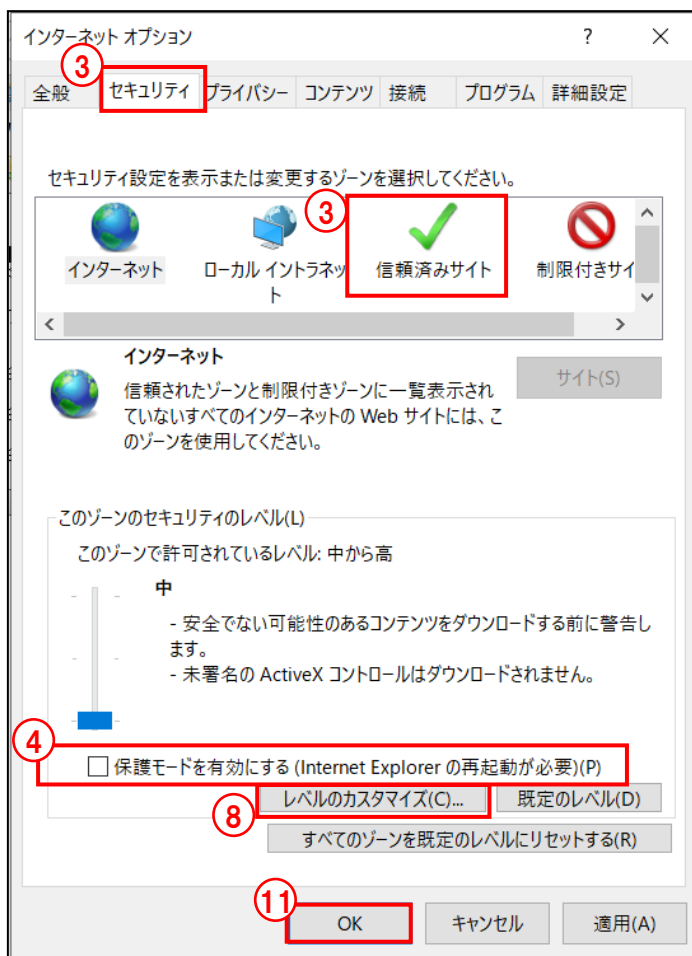 インターネット オプション
?
③
全般 セキュリティ プライバシー コンテンツ 接続 プログラム 詳細設定
セキュリティ設定を表示または変更するゾーンを選択してください。
③
インターネット
ローカル イントラネッ
ト
信頼済みサイト
制限付きサイ
インターネット
信頼されたゾーンと制限付きゾーンに一覧表示され
ていないすべてのインターネットの Web サイトには、こ
のゾーンを使用してください。
サイト(S)
このゾーンのセキュリティのレベル(L)
このゾーンで許可されているレベル: 中から高
中
- 安全でない可能性のあるコンテンツをダウンロードする前に警告し
ます。
- 未署名の ActiveX コントロールはダウンロードされません。
④
保護モードを有効にする (Internet Explorer の再起動が必要)(P)
⑧
レベルのカスタマイズ(C)... 既定のレベル(D)
すべてのゾーンを既定のレベルにリセットする(R)
⑪
OK キャンセル 適用(A)